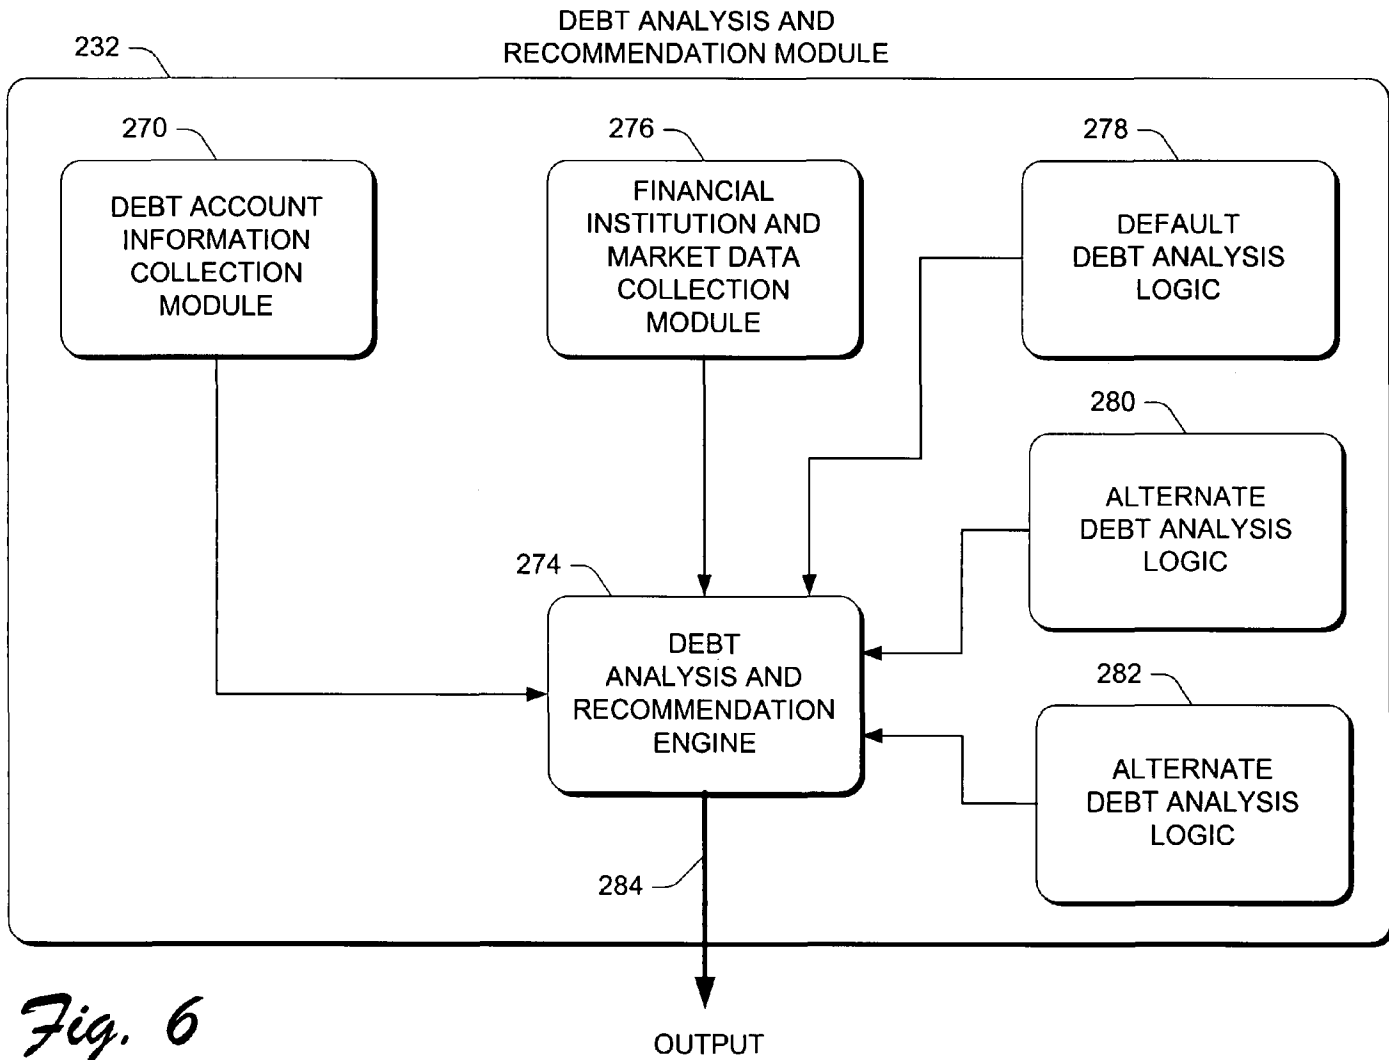 DEBT ANALYSIS AND
RECOMMENDATION MODULE
232
270
DEBT ACCOUNT
INFORMATION
COLLECTION
MODULE
276
FINANCIAL
INSTITUTION AND
MARKET DATA
COLLECTION
MODULE
278
DEFAULT
DEBT ANALYSIS
LOGIC
280
ALTERNATE
DEBT ANALYSIS
LOGIC
274
DEBT
ANALYSIS AND
RECOMMENDATION
ENGINE
282
ALTERNATE
DEBT ANALYSIS
LOGIC
284
Fig. 6
OUTPUT